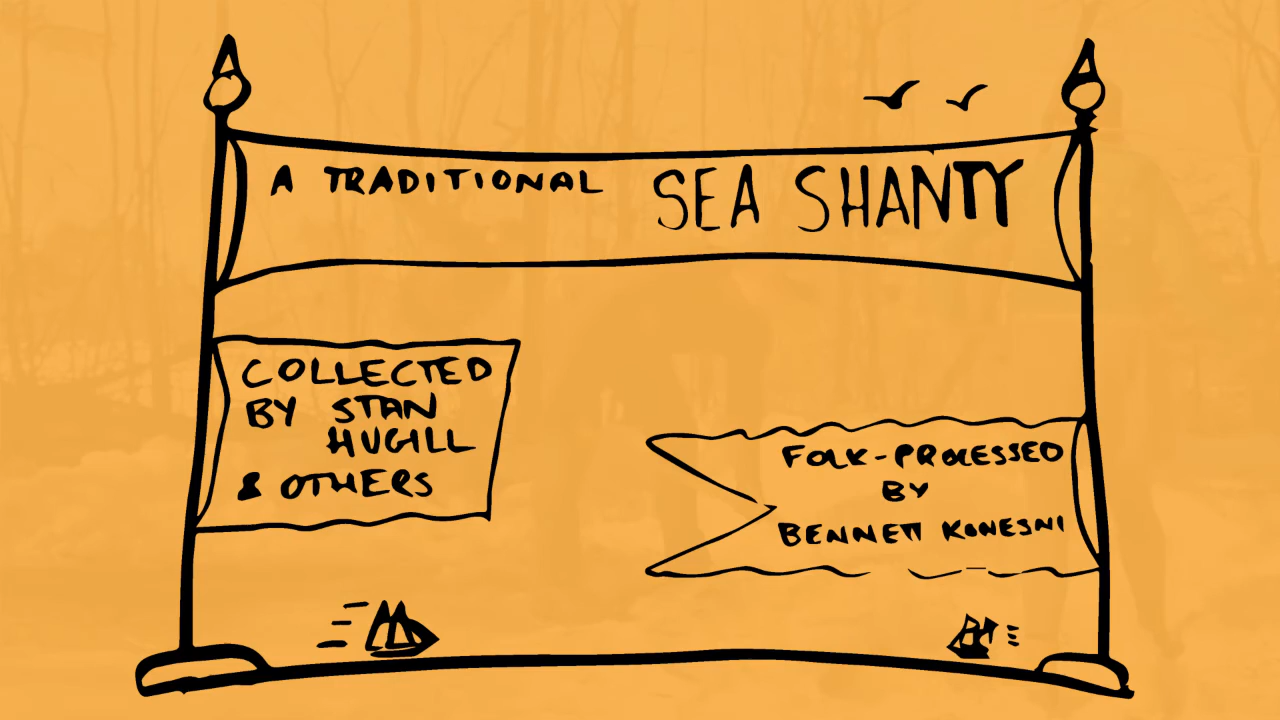 A TRADITIONAL SEA SHANTY
COLLECTED
BY STAN
HUGILL
& OTHERS
FOLK-PROCESSED
BY
BENNETT KONESNI